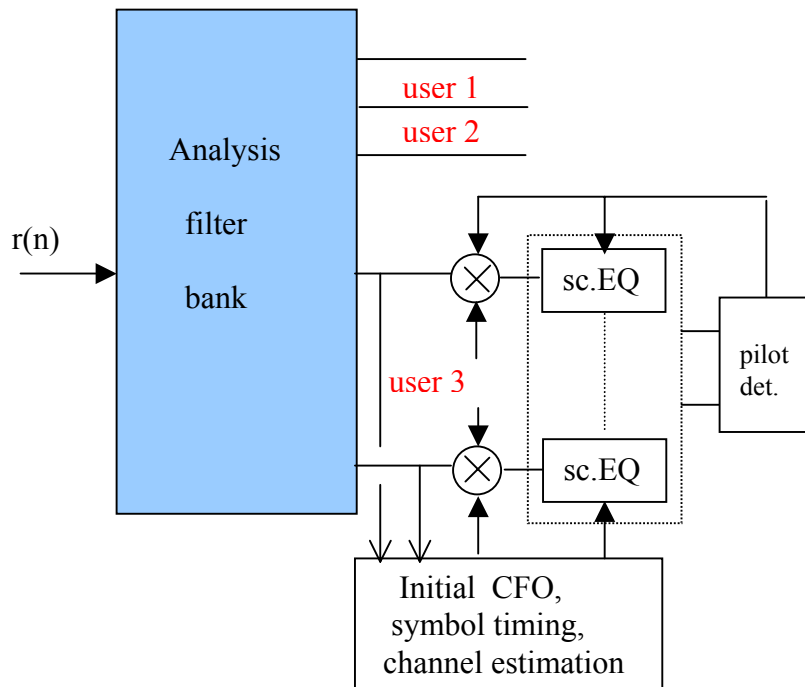 user 1
user 2
Analysis
filter
bank
r(n)
sc.EQ
pilot
det.
user 3
sc.EQ
Initial CFO,
symbol timing,
channel estimation